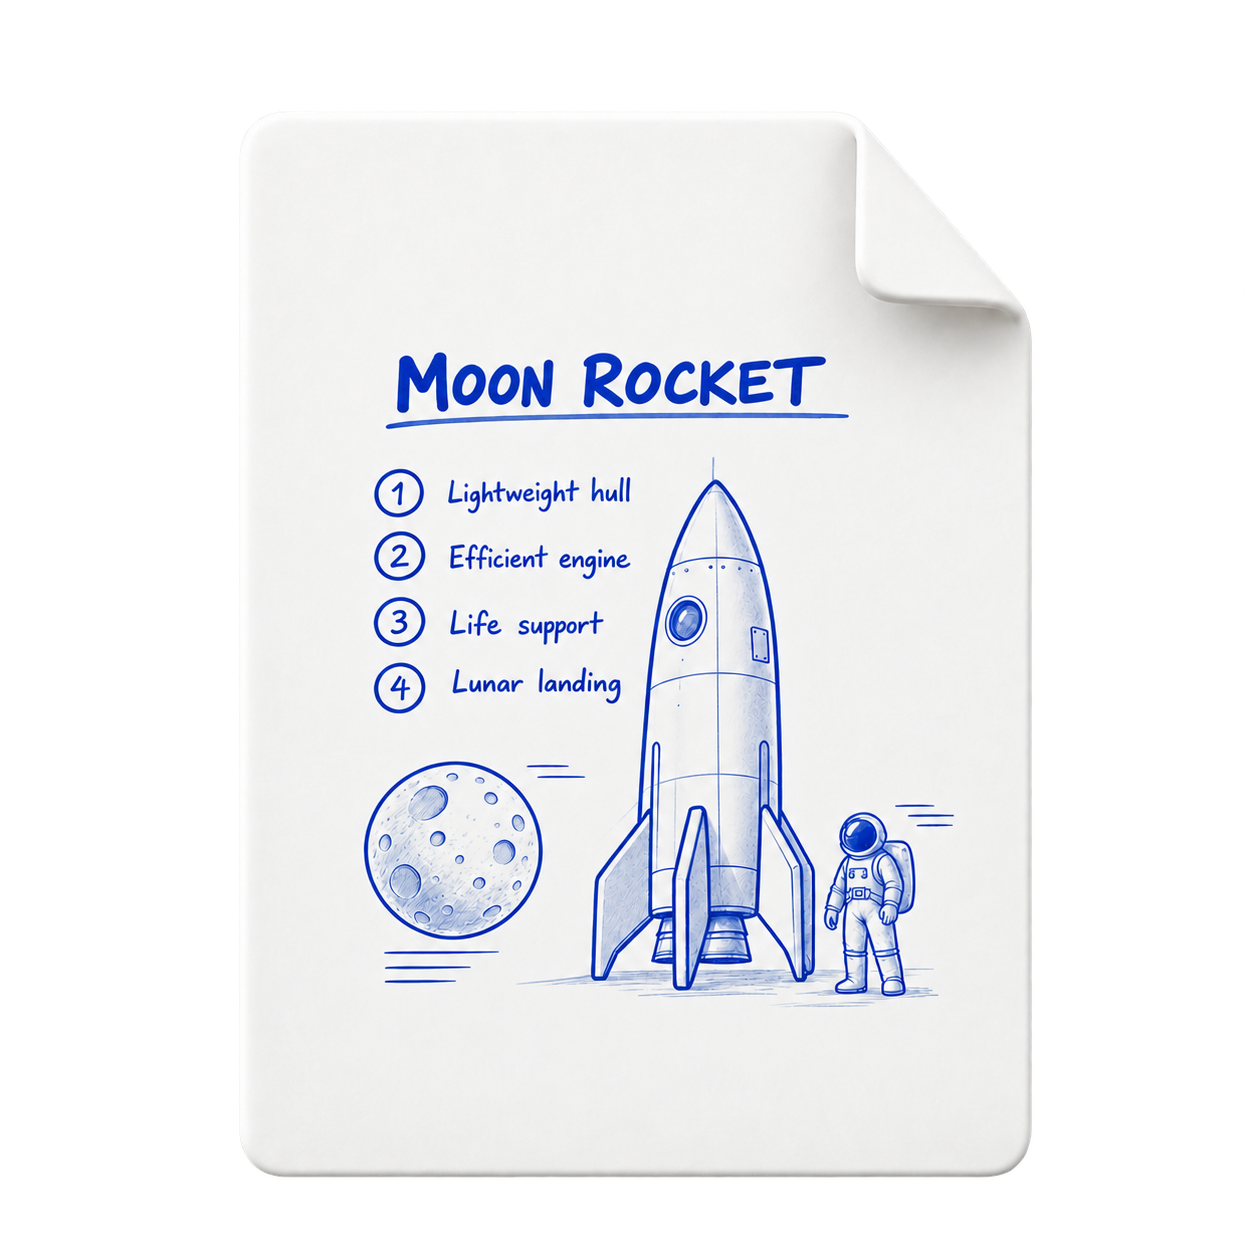 MOON ROCKET
1 Lightweight hull
2 Efficient engine
3 Life support
4 Lunar landing